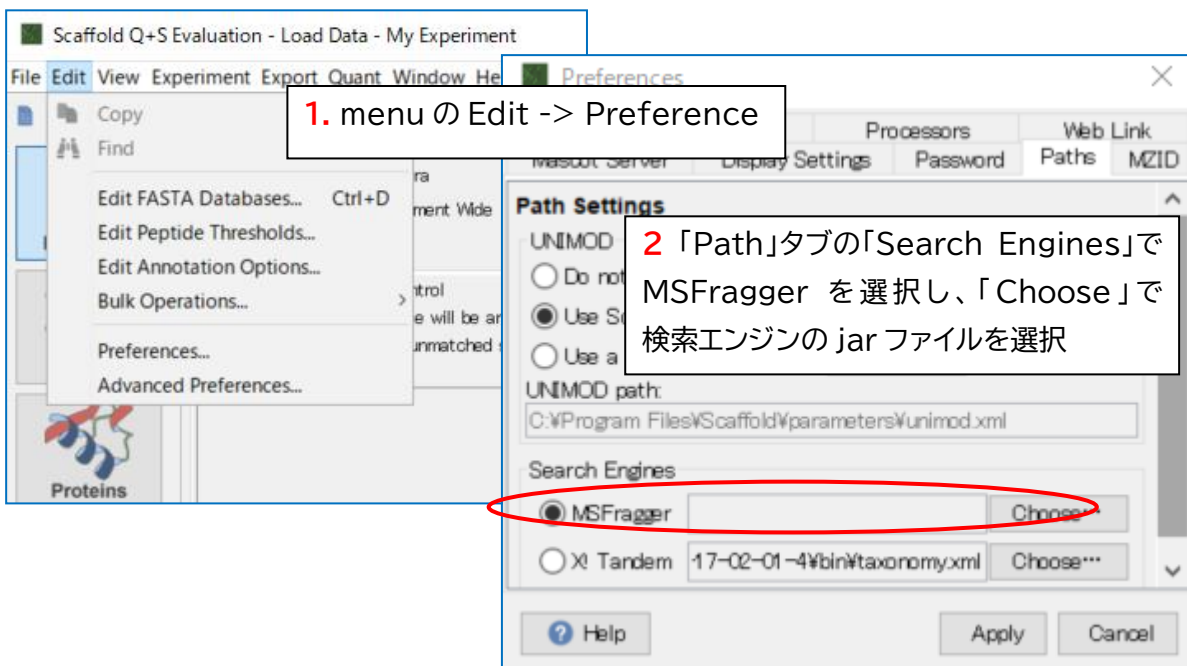 Scaffold Q+S Evaluation - Load Data - My Experiment
File Edit View Experiment Export Quant Window He
Copy
Find
Edit FASTA Databases... Ctrl+D
Edit Peptide Thresholds...
Edit Annotation Options...
Bulk Operations...
Preferences...
Advanced Preferences...
ment Wide
e will be
unmatched
Proteins
1. menu の Edit -> Preference
Preferences
Processors Web Link
Mascot Server Display Settings Password Paths MZID
Path Settings
UNIMOD
Do not
Use
Use a
2 「Path」タブの「Search Engines」で
MSFragger を選択し、「Choose」で
検索エンジンの jar ファイルを選択
UNIMOD path:
C:¥Program Files¥Scaffold¥parameters¥unimod.xml
Search Engines
MSFragger Choose…
X! Tandem 17-02-01-4¥bin¥taxonomy.xml Choose…
Help Apply Cancel